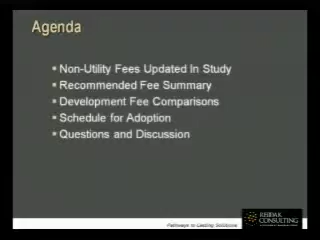 Agenda
Non-Utility Fees Updated In Study
Recommended Fee Summary
Development Fee Comparisons
Schedule for Adoption
Questions and Discussion
Pathways to Lasting Solutions
CONSULTING